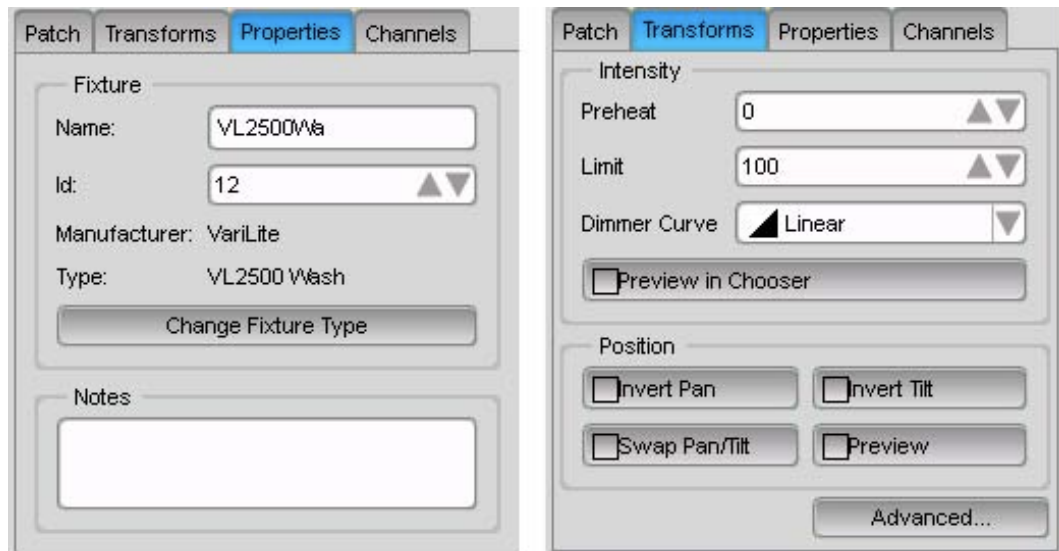 Patch Transforms Properties Channels
Fixture
Name: VL2500Wa
Id: 12
Manufacturer: VariLite
Type: VL2500 Wash
Change Fixture Type
Notes
Patch Transforms Properties Channels
Intensity
Preheat 0
Limit 100
Dimmer Curve Linear
Preview in Chooser
Position
Invert Pan Invert Tilt
Swap Pan/Tilt Preview
Advanced...